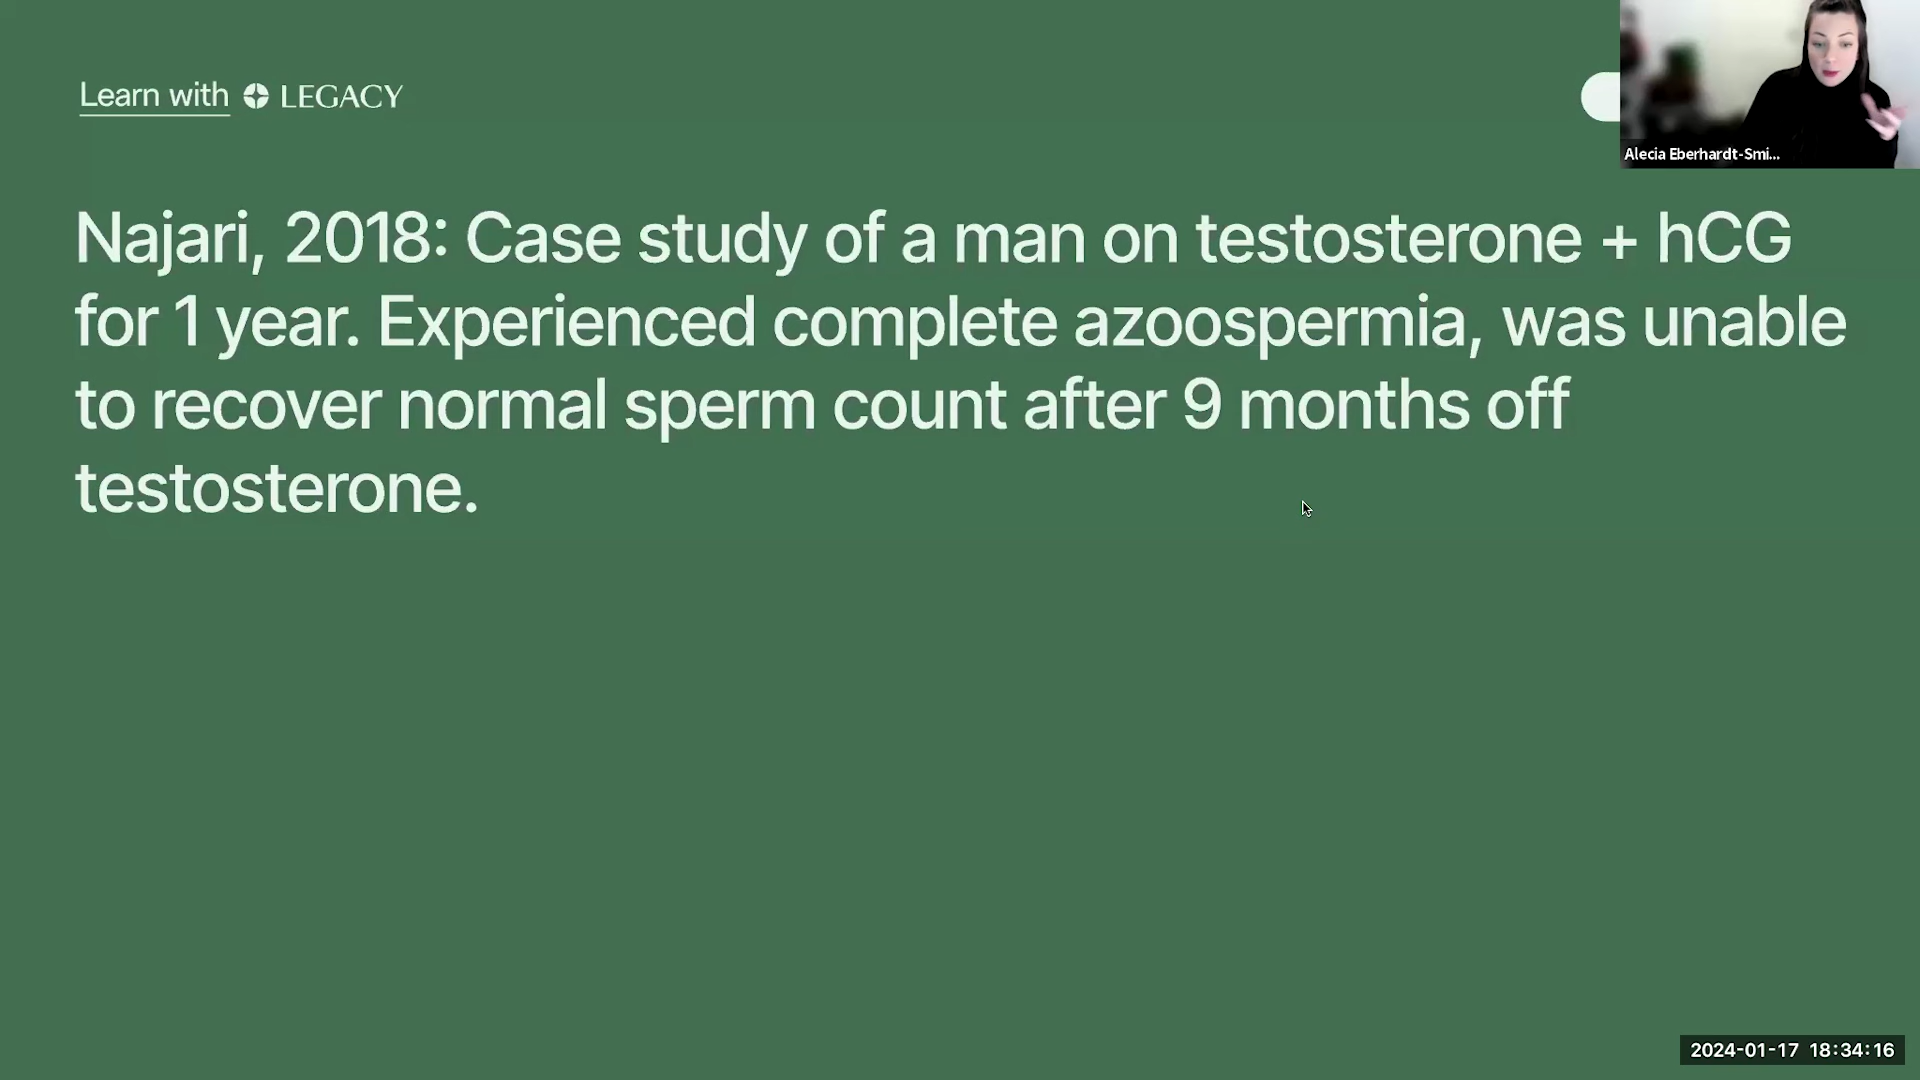 Learn with LEGACY
Alecia Eberhardt-Smi...
Najari, 2018: Case study of a man on testosterone + hCG
for 1 year. Experienced complete azoospermia, was unable
to recover normal sperm count after 9 months off
testosterone.
2024-01-17 18:34:16